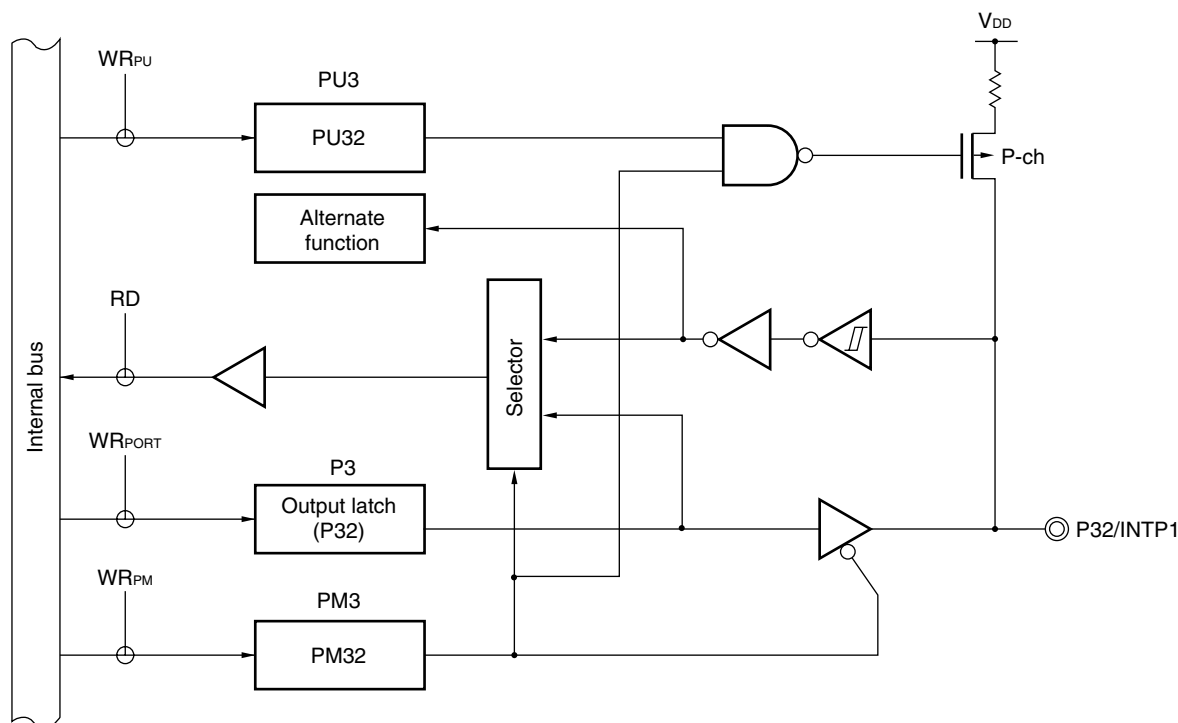 VDD
WRPU
PU3
PU32
P-ch
Alternate
function
RD
Selector
Internal bus
WRPORT
P3
Output latch
(P32)
P32/INTP1
WRPM
PM3
PM32